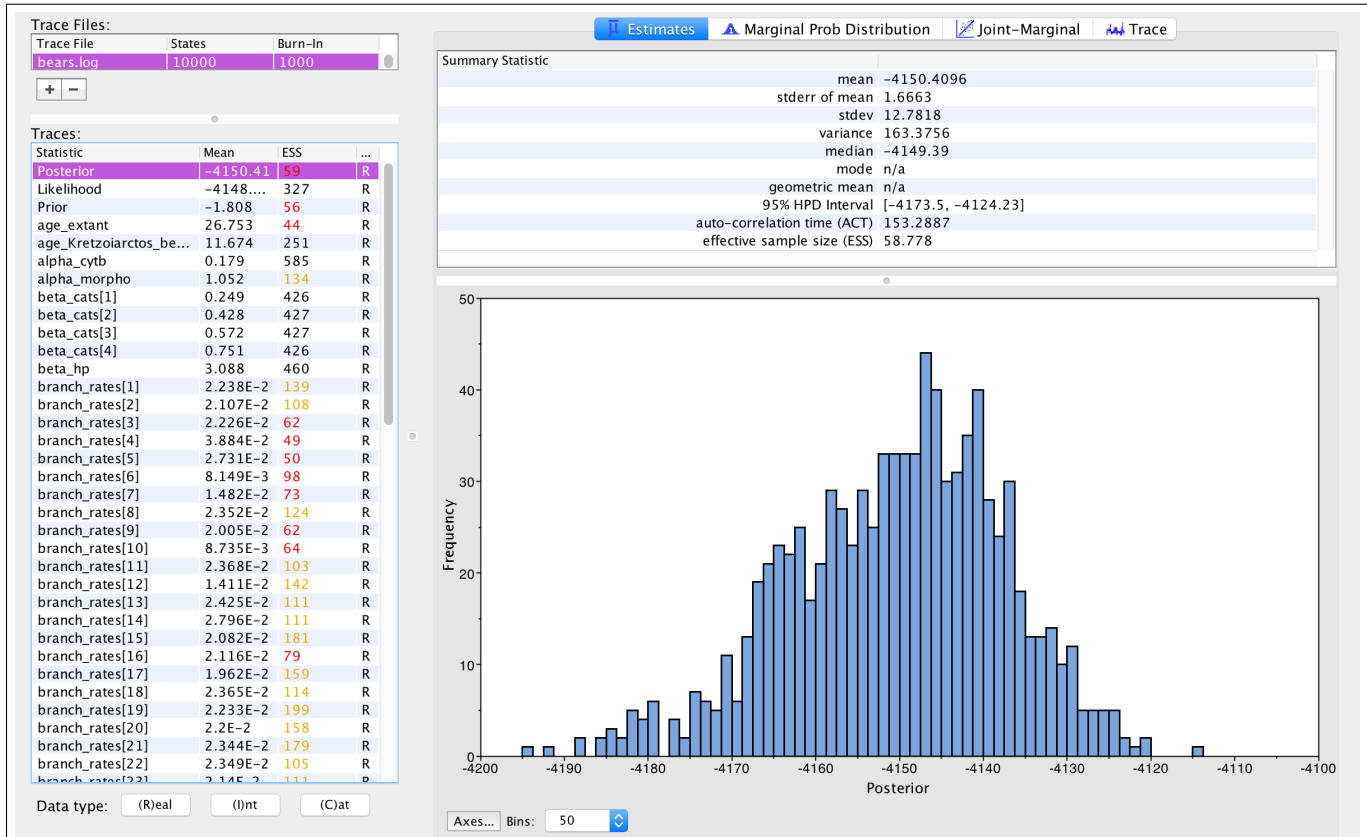 Trace Files:
Trace File States Burn-In
bears.log 10000 1000
+ −
Traces:
Statistic Mean ESS ...
Posterior -4150.41 59 R
Likelihood -4148.... 327 R
Prior -1.808 56 R
age_extant 26.753 44 R
age_Kretzoiarctos_be... 11.674 251 R
alpha_cytb 0.179 585 R
alpha_morpho 1.052 134 R
beta_cats[1] 0.249 426 R
beta_cats[2] 0.428 427 R
beta_cats[3] 0.572 427 R
beta_cats[4] 0.751 426 R
beta_hp 3.088 460 R
branch_rates[1] 2.238E-2 139 R
branch_rates[2] 2.107E-2 108 R
branch_rates[3] 2.226E-2 62 R
branch_rates[4] 3.884E-2 49 R
branch_rates[5] 2.731E-2 50 R
branch_rates[6] 8.149E-3 98 R
branch_rates[7] 1.482E-2 73 R
branch_rates[8] 2.352E-2 124 R
branch_rates[9] 2.005E-2 62 R
branch_rates[10] 8.735E-3 64 R
branch_rates[11] 2.368E-2 103 R
branch_rates[12] 1.411E-2 142 R
branch_rates[13] 2.425E-2 111 R
branch_rates[14] 2.796E-2 111 R
branch_rates[15] 2.082E-2 181 R
branch_rates[16] 2.116E-2 79 R
branch_rates[17] 1.962E-2 159 R
branch_rates[18] 2.365E-2 114 R
branch_rates[19] 2.233E-2 199 R
branch_rates[20] 2.2E-2 158 R
branch_rates[21] 2.344E-2 179 R
branch_rates[22] 2.349E-2 105 R
branch_rates[23] 2.14E-2 111 R
Data type: (R)eal (I)nt (C)at
Estimates Marginal Prob Distribution Joint-Marginal Trace
Summary Statistic
mean -4150.4096
stderr of mean 1.6663
stdev 12.7818
variance 163.3756
median -4149.39
mode n/a
geometric mean n/a
95% HPD Interval [-4173.5, -4124.23]
auto-correlation time (ACT) 153.2887
effective sample size (ESS) 58.778
50
40
30
20
10
0
Frequency
-4200 -4190 -4180 -4170 -4160 -4150 -4140 -4130 -4120 -4110 -4100
Posterior
Axes... Bins: 50